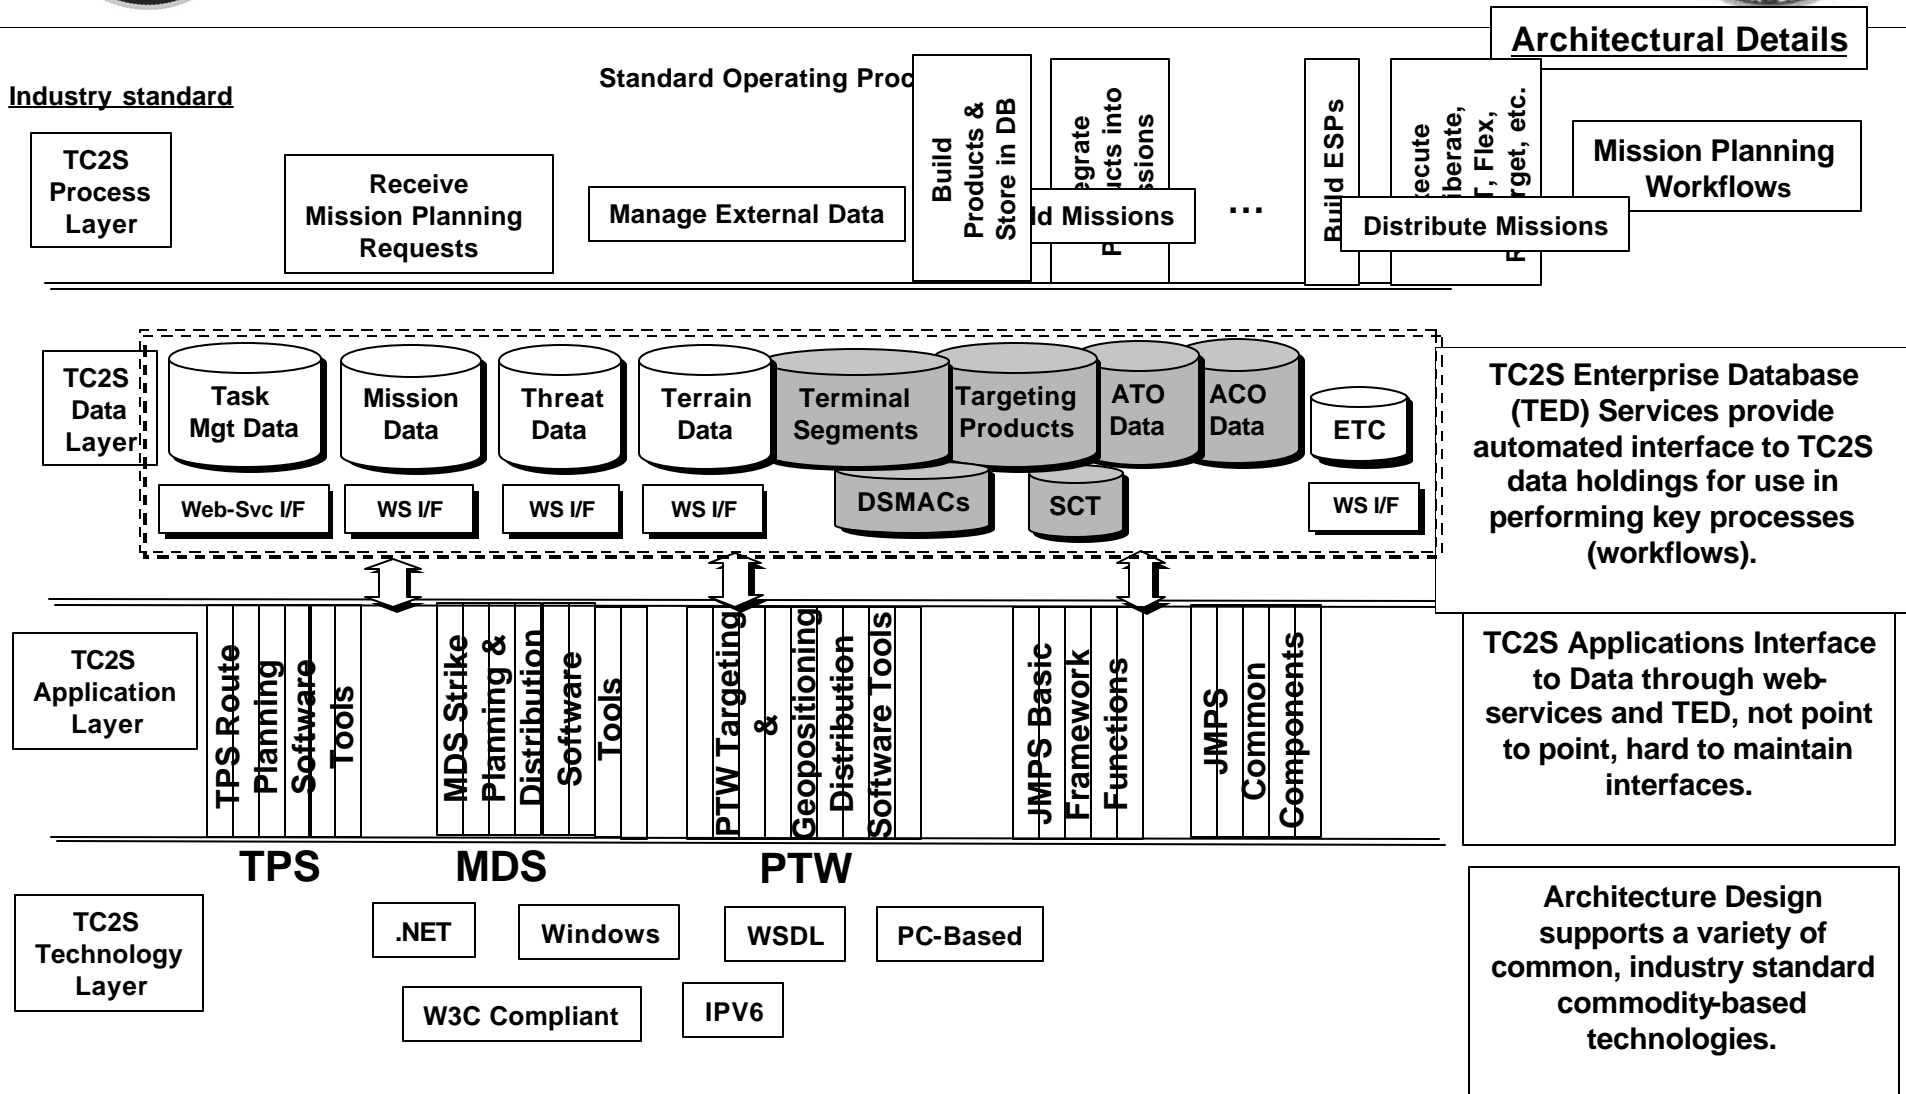 Architectural Details
Industry standard
Standard Operating Proc
TC2S
Process
Layer
Receive
Mission Planning
Requests
Manage External Data
Build
Products &
Store in DB
Missions
...
Build ESPs
Distribute Missions
Mission Planning
Workflows
TC2S
Data
Layer
Task
Mgt Data
Mission
Data
Threat
Data
Terrain
Data
Terminal
Segments
Targeting
Products
ATO
Data
ACO
Data
ETC
DSMACs
SCT
Web-Svc I/F
WS I/F
WS I/F
WS I/F
WS I/F
TC2S Enterprise Database
(TED) Services provide
automated interface to TC2S
data holdings for use in
performing key processes
(workflows).
TC2S
Application
Layer
TPS Route
Planning
Software
Tools
MDS Strike
Planning &
Distribution
Software
Tools
PTW Targeting
&
Geopositioning
Distribution
Software Tools
JMPS Basic
Framework
Functions
JMPS
Common
Components
TC2S Applications Interface
to Data through web-
services and TED, not point
to point, hard to maintain
interfaces.
TPS
MDS
PTW
TC2S
Technology
Layer
.NET
Windows
WSDL
PC-Based
W3C Compliant
IPV6
Architecture Design
supports a variety of
common, industry standard
commodity-based
technologies.